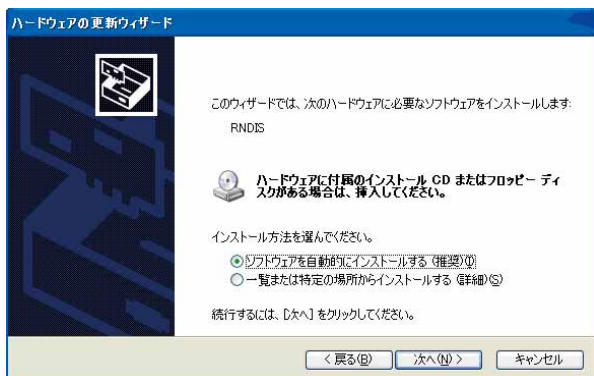 ハードウェアの更新ウィザード
このウィザードでは、次のハードウェアに必要なソフトウェアをインストールします:
RNDIS
ハードウェアに付属のインストール CD またはフロッピー ディ
スクがある場合は、挿入してください。
インストール方法を選んでください。
ソフトウェアを自動的にインストールする (推奨)(I)
一覧または特定の場所からインストールする (詳細)(S)
続行するには、[次へ] をクリックしてください。
< 戻る(B) 次へ(N) > キャンセル